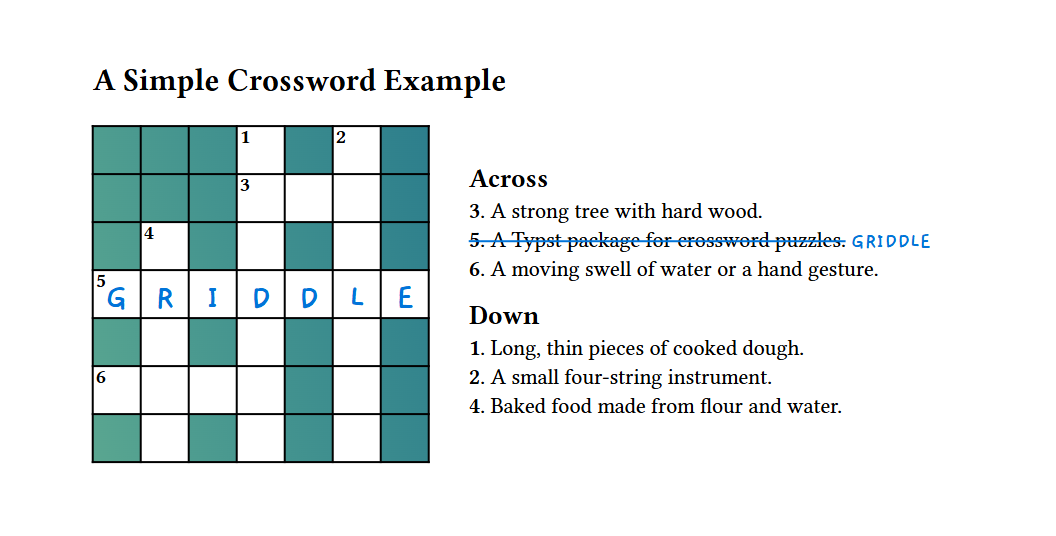 A Simple Crossword Example
1 2
3
4
5 G R I D D L E
6
Across
3. A strong tree with hard wood.
5. A Typst package for crossword puzzles. GRIDDLE
6. A moving swell of water or a hand gesture.
Down
1. Long, thin pieces of cooked dough.
2. A small four-string instrument.
4. Baked food made from flour and water.